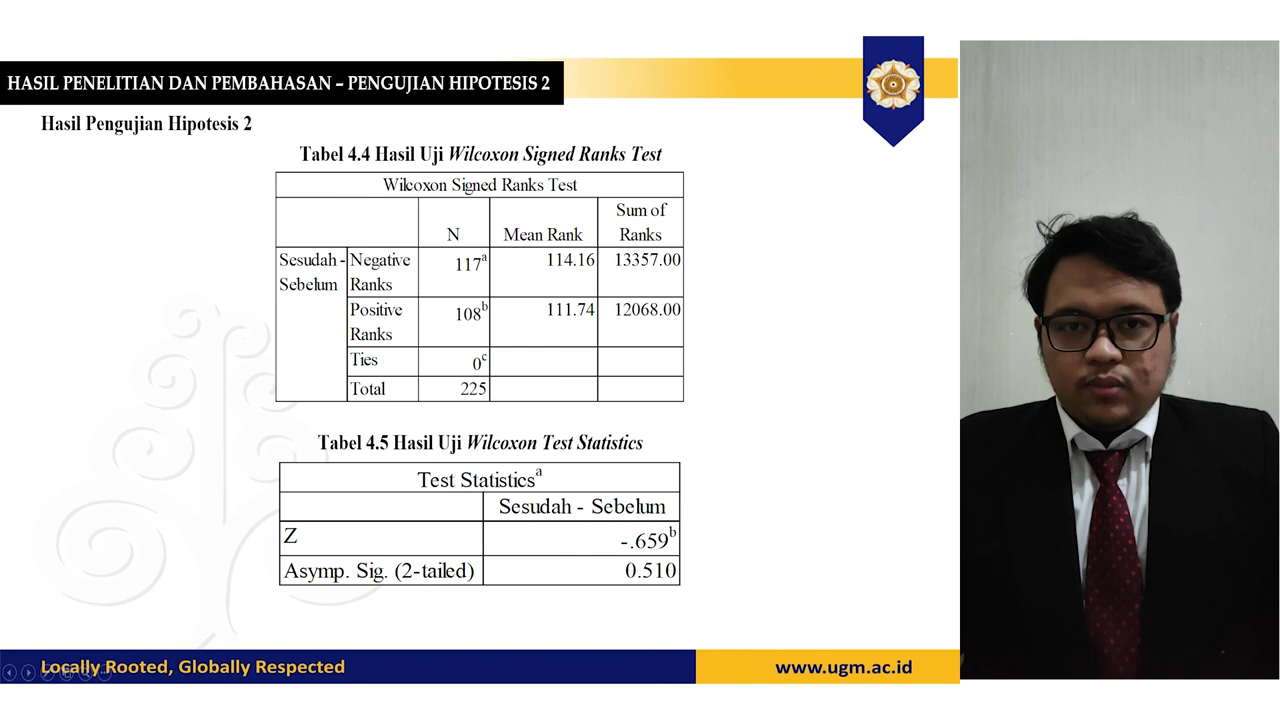 HASIL PENELITIAN DAN PEMBAHASAN – PENGUJIAN HIPOTESIS 2
Hasil Pengujian Hipotesis 2
Tabel 4.4 Hasil Uji Wilcoxon Signed Ranks Test
Wilcoxon Signed Ranks Test
N Mean Rank Sum of Ranks
Sesudah - Sebelum Negative Ranks 117a 114.16 13357.00
Positive Ranks 108b 111.74 12068.00
Ties 0c
Total 225
Tabel 4.5 Hasil Uji Wilcoxon Test Statistics
Test Statisticsa
Sesudah - Sebelum
Z -.659b
Asymp. Sig. (2-tailed) 0.510
Locally Rooted, Globally Respected
www.ugm.ac.id